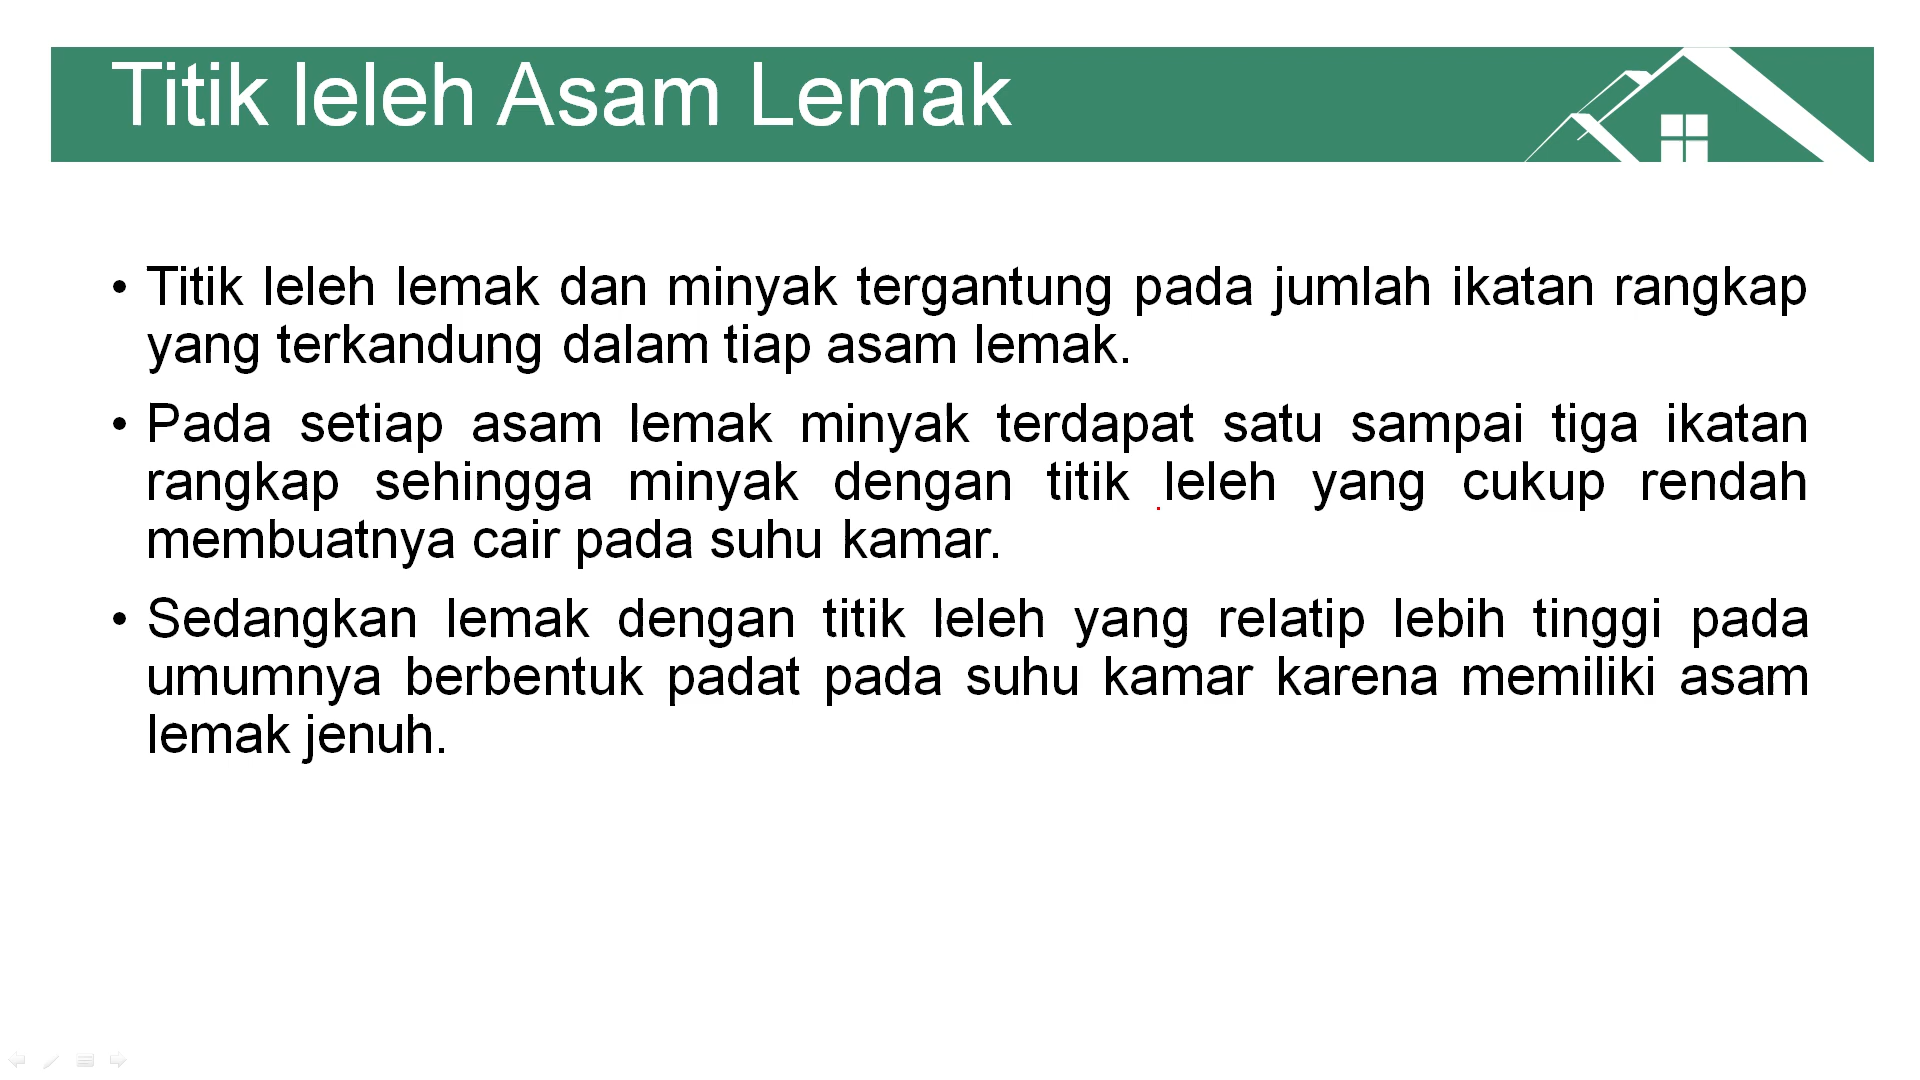 Titik leleh Asam Lemak
• Titik leleh lemak dan minyak tergantung pada jumlah ikatan rangkap
yang terkandung dalam tiap asam lemak.
• Pada setiap asam lemak minyak terdapat satu sampai tiga ikatan
rangkap sehingga minyak dengan titik leleh yang cukup rendah
membuatnya cair pada suhu kamar.
• Sedangkan lemak dengan titik leleh yang relatip lebih tinggi pada
umumnya berbentuk padat pada suhu kamar karena memiliki asam
lemak jenuh.